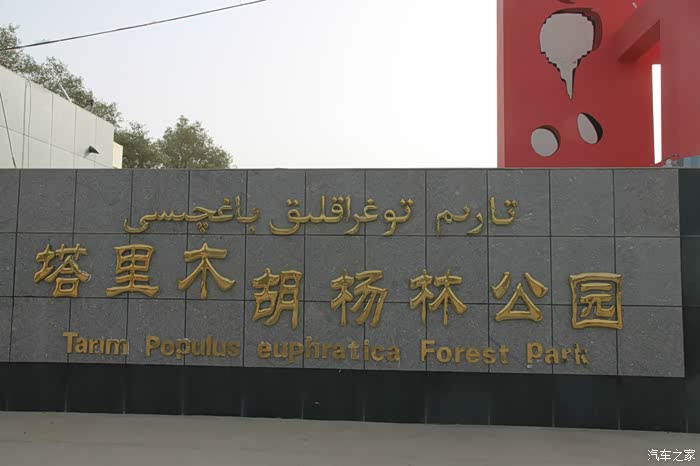 تارىم توغراقلىق باغچىسى
塔里木胡杨林公园
Tarim Populus euphratica Forest Park
汽车之家